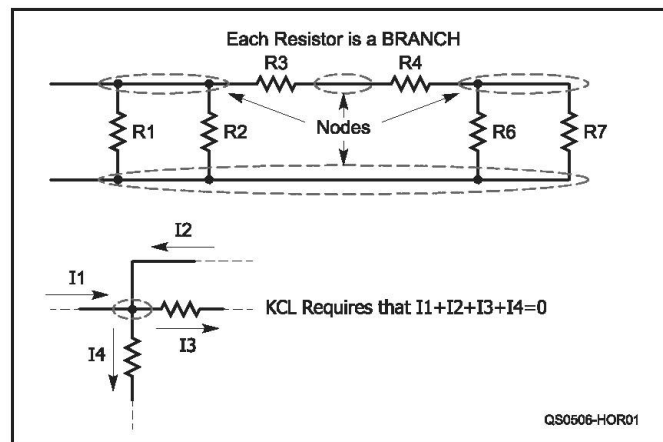 Each Resistor is a BRANCH
R3 R4
R1 R2 Nodes R6 R7
I2
I1
KCL Requires that I1+I2+I3+I4=0
I4 I3
QS0506-HOR01